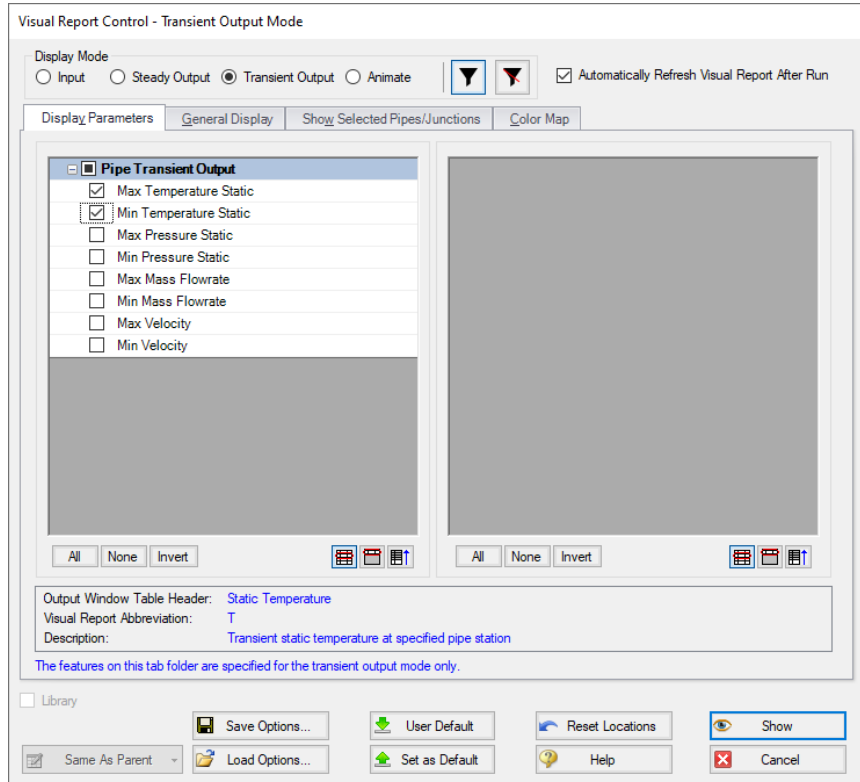 Visual Report Control - Transient Output Mode
Display Mode
Input Steady Output Transient Output Animate
Automatically Refresh Visual Report After Run
Display Parameters General Display Show Selected Pipes/Junctions Color Map
Pipe Transient Output
Max Temperature Static
Min Temperature Static
Max Pressure Static
Min Pressure Static
Max Mass Flowrate
Min Mass Flowrate
Max Velocity
Min Velocity
All None Invert All None Invert
Output Window Table Header: Static Temperature
Visual Report Abbreviation: T
Description: Transient static temperature at specified pipe station
The features on this tab folder are specified for the transient output mode only.
Library
Save Options... User Default Reset Locations Show
Same As Parent Load Options... Set as Default Help Cancel